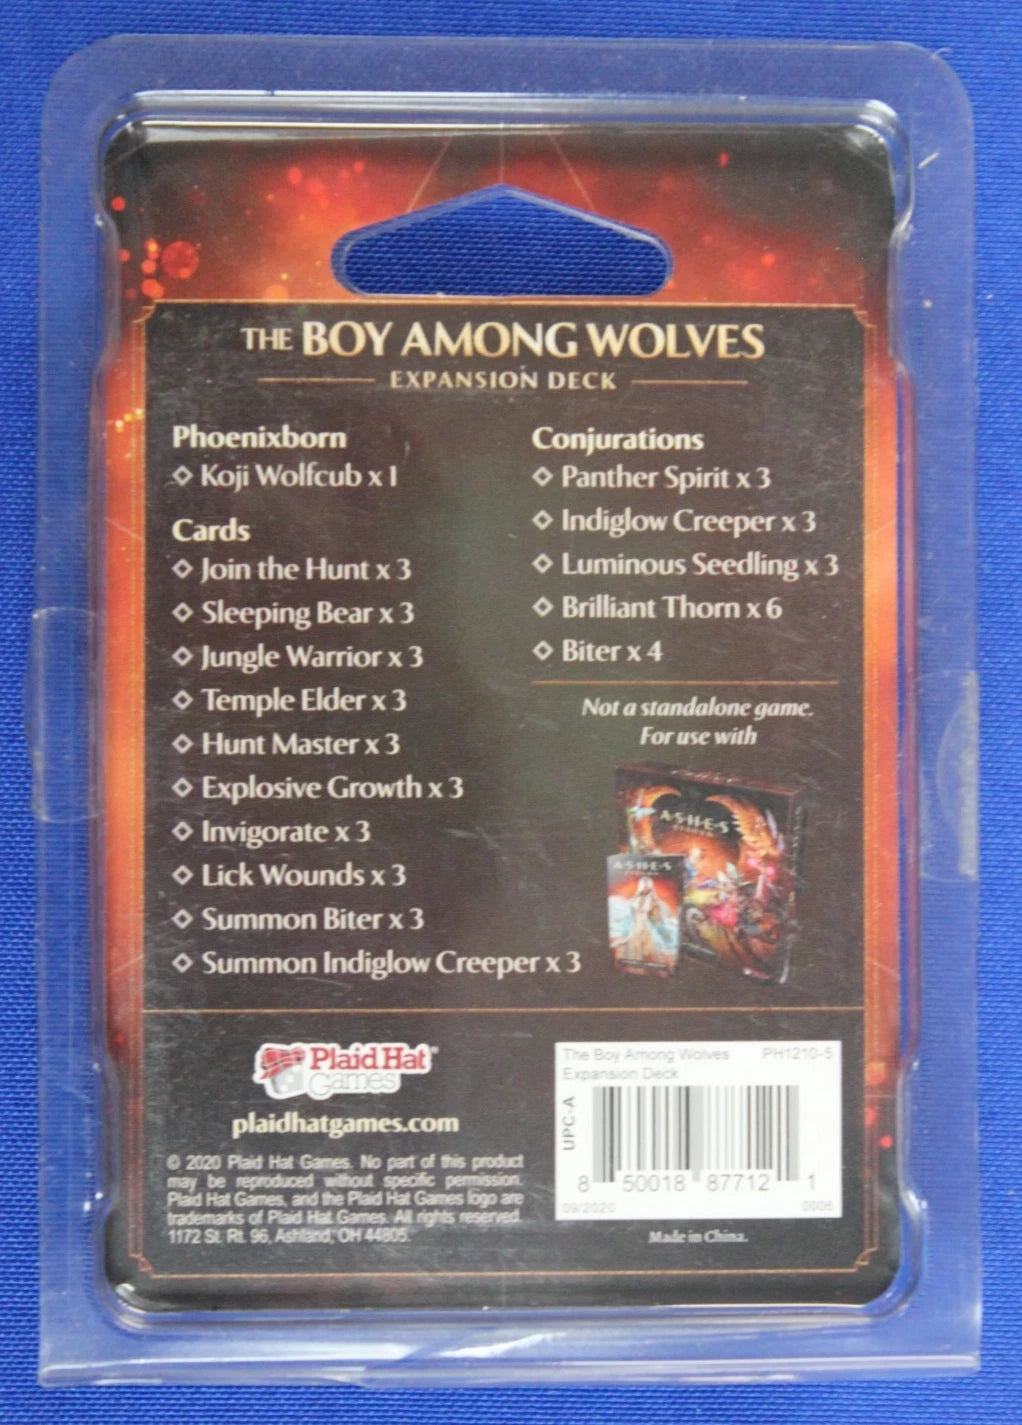 THE BOY AMONG WOLVES
EXPANSION DECK
Phoenixborn
Koji Wolfcub x 1
Cards
Join the Hunt x 3
Sleeping Bear x 3
Jungle Warrior x 3
Temple Elder x 3
Hunt Master x 3
Explosive Growth x 3
Invigorate x 3
Lick Wounds x 3
Summon Biter x 3
Summon Indiglow Creeper x 3
Conjurations
Panther Spirit x 3
Indiglow Creeper x 3
Luminous Seedling x 3
Brilliant Thorn x 6
Biter x 4
Not a standalone game.
For use with
A·S·H·E·S
A·S·H·E·S
Plaid Hat
Games
plaidhatgames.com
© 2020 Plaid Hat Games. No part of this product
may be reproduced without specific permission.
Plaid Hat Games, and the Plaid Hat Games logo are
trademarks of Plaid Hat Games. All rights reserved.
1172 St. Rt. 96, Ashland, OH 44805.
The Boy Among Wolves PH1210-5
Expansion Deck
UPC-A
8 50018 87712 1
09/2020 0006
Made in China.